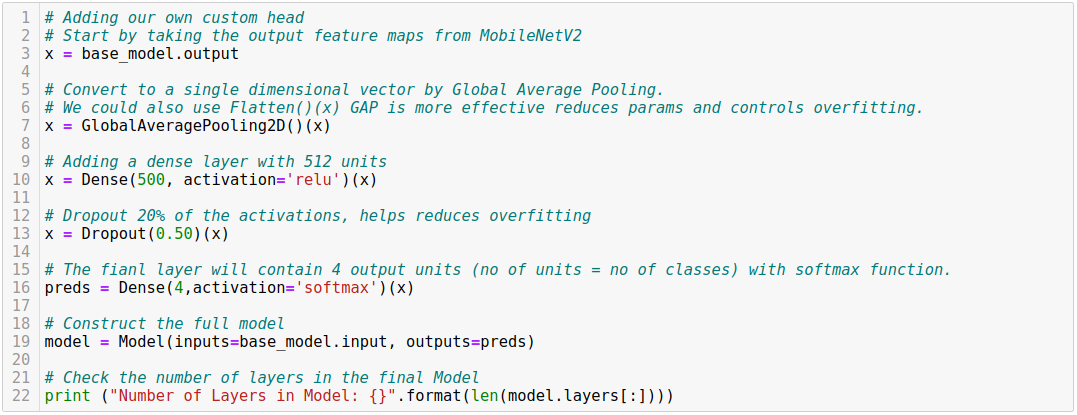 1 # Adding our own custom head
2 # Start by taking the output feature maps from MobileNetV2
3 x = base_model.output
4
5 # Convert to a single dimensional vector by Global Average Pooling.
6 # We could also use Flatten()(x) GAP is more effective reduces params and controls overfitting.
7 x = GlobalAveragePooling2D()(x)
8
9 # Adding a dense layer with 512 units
10 x = Dense(500, activation='relu')(x)
11
12 # Dropout 20% of the activations, helps reduces overfitting
13 x = Dropout(0.50)(x)
14
15 # The fianl layer will contain 4 output units (no of units = no of classes) with softmax function.
16 preds = Dense(4,activation='softmax')(x)
17
18 # Construct the full model
19 model = Model(inputs=base_model.input, outputs=preds)
20
21 # Check the number of layers in the final Model
22 print ("Number of Layers in Model: {}".format(len(model.layers[:])))